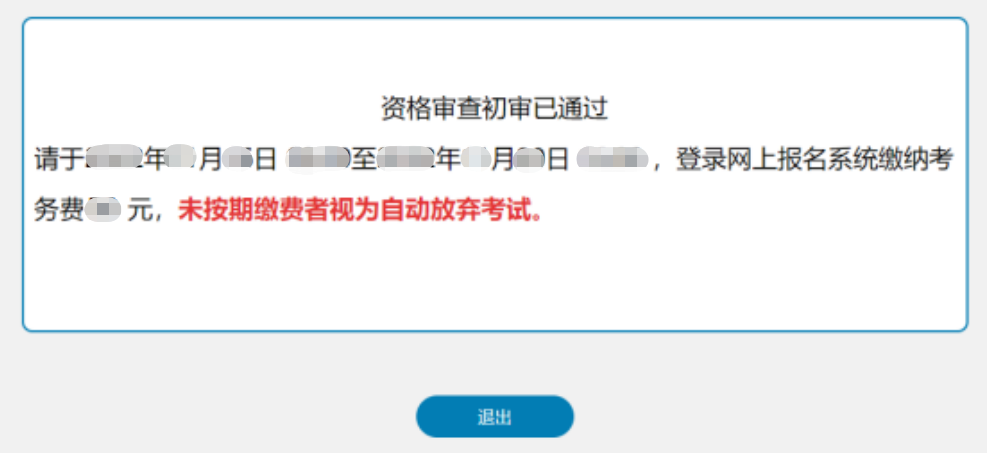 资格审查初审已通过
请于年月日至年月日，登录网上报名系统缴纳考
务费元，未按期缴费者视为自动放弃考试。
退出